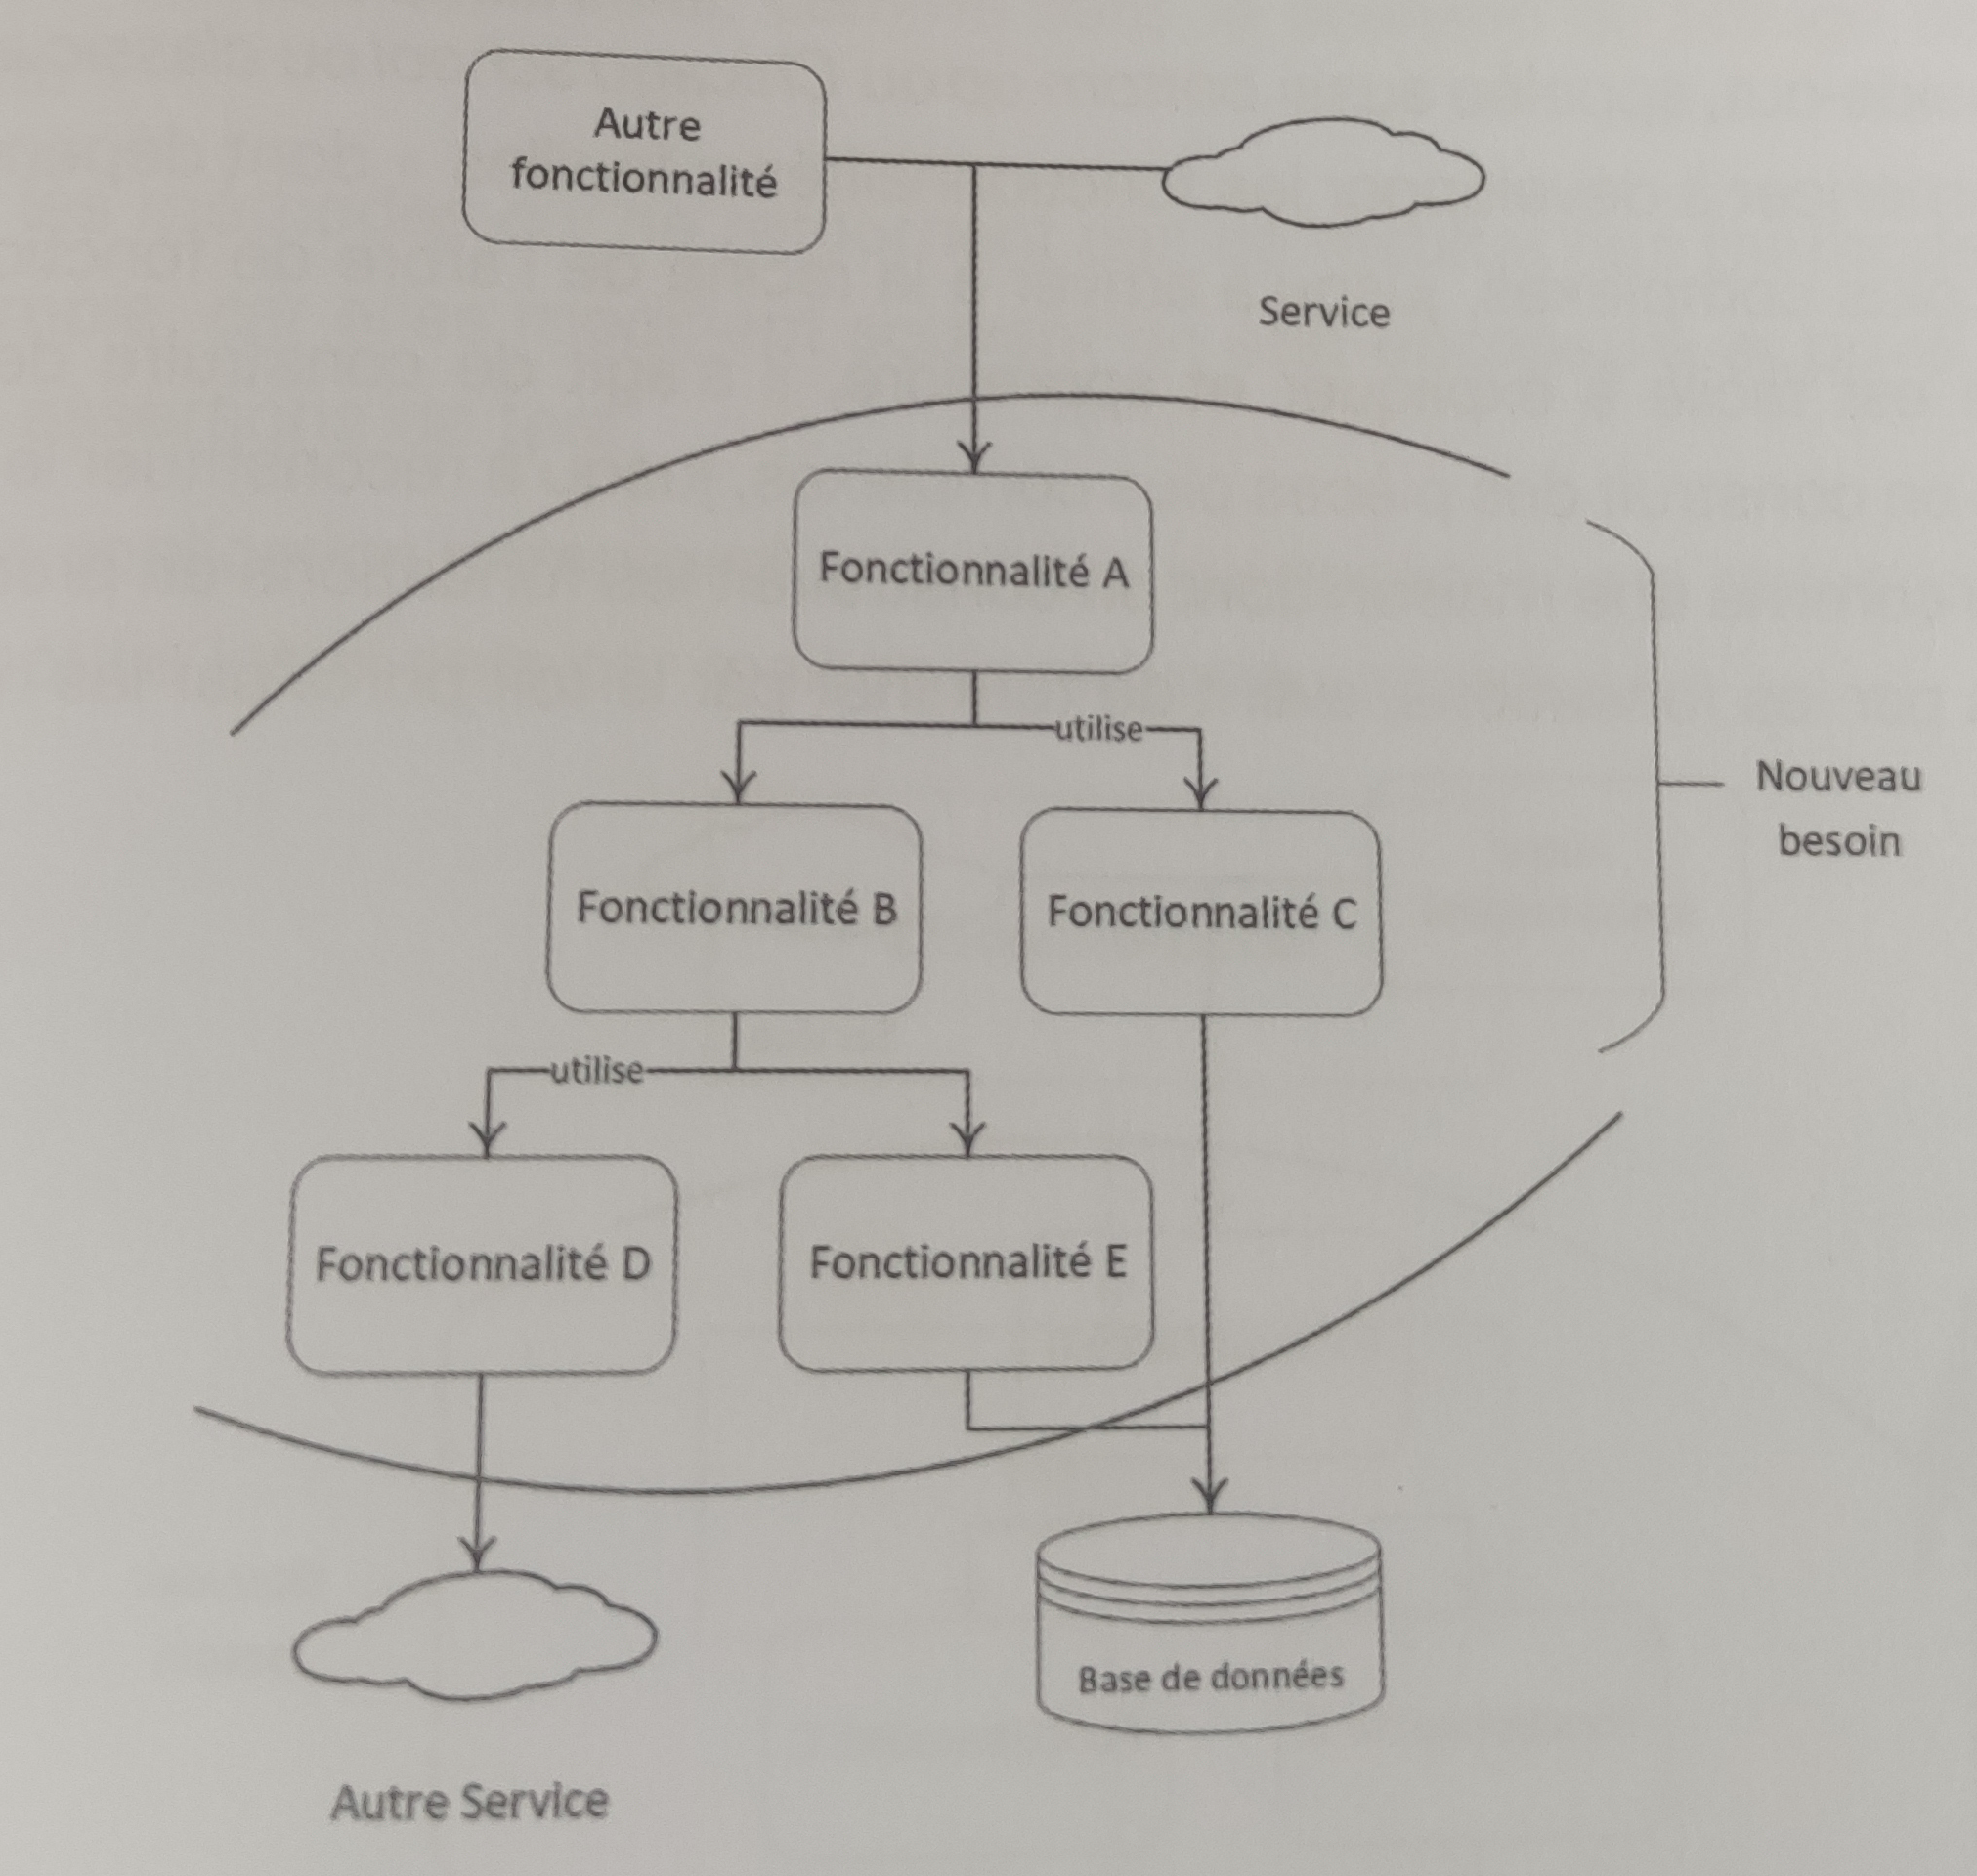 Autre
fonctionnalité
Service
Fonctionnalité A
utilise
Nouveau
besoin
Fonctionnalité B
Fonctionnalité C
utilise
Fonctionnalité D
Fonctionnalité E
Base de données
Autre Service